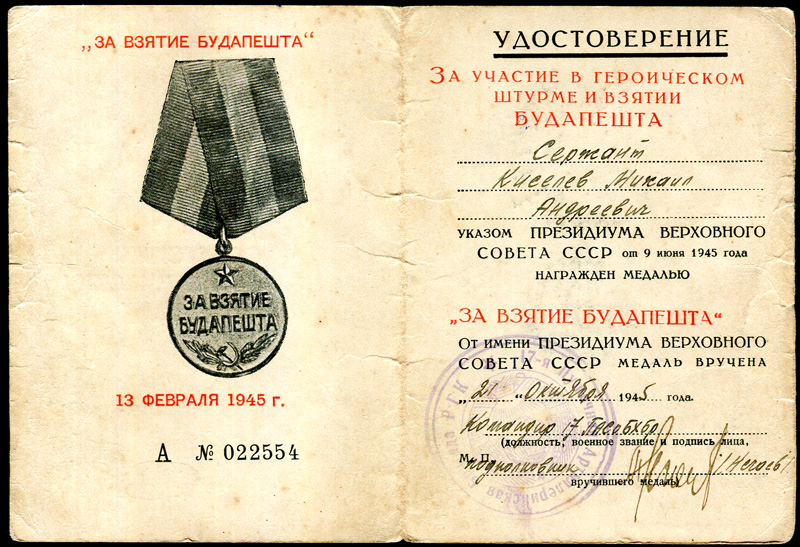 „ЗА ВЗЯТИЕ БУДАПЕШТА“
ЗА ВЗЯТИЕ
БУДАПЕШТА
13 ФЕВРАЛЯ 1945 г.
А № 022554
УДОСТОВЕРЕНИЕ
ЗА УЧАСТИЕ В ГЕРОИЧЕСКОМ
ШТУРМЕ И ВЗЯТИИ
БУДАПЕШТА
Сержант
Киселев Михаил
Андреевич
УКАЗОМ ПРЕЗИДИУМА ВЕРХОВНОГО
СОВЕТА СССР от 9 июня 1945 года
НАГРАЖДЕН МЕДАЛЬЮ
„ЗА ВЗЯТИЕ БУДАПЕШТА“
ОТ ИМЕНИ ПРЕЗИДИУМА ВЕРХОВНОГО
СОВЕТА СССР МЕДАЛЬ ВРУЧЕНА
„21“ Октября 1945 года.
Командир 17
(должность, военное звание и подпись лица,
М. П. подполковник
вручившего медаль)